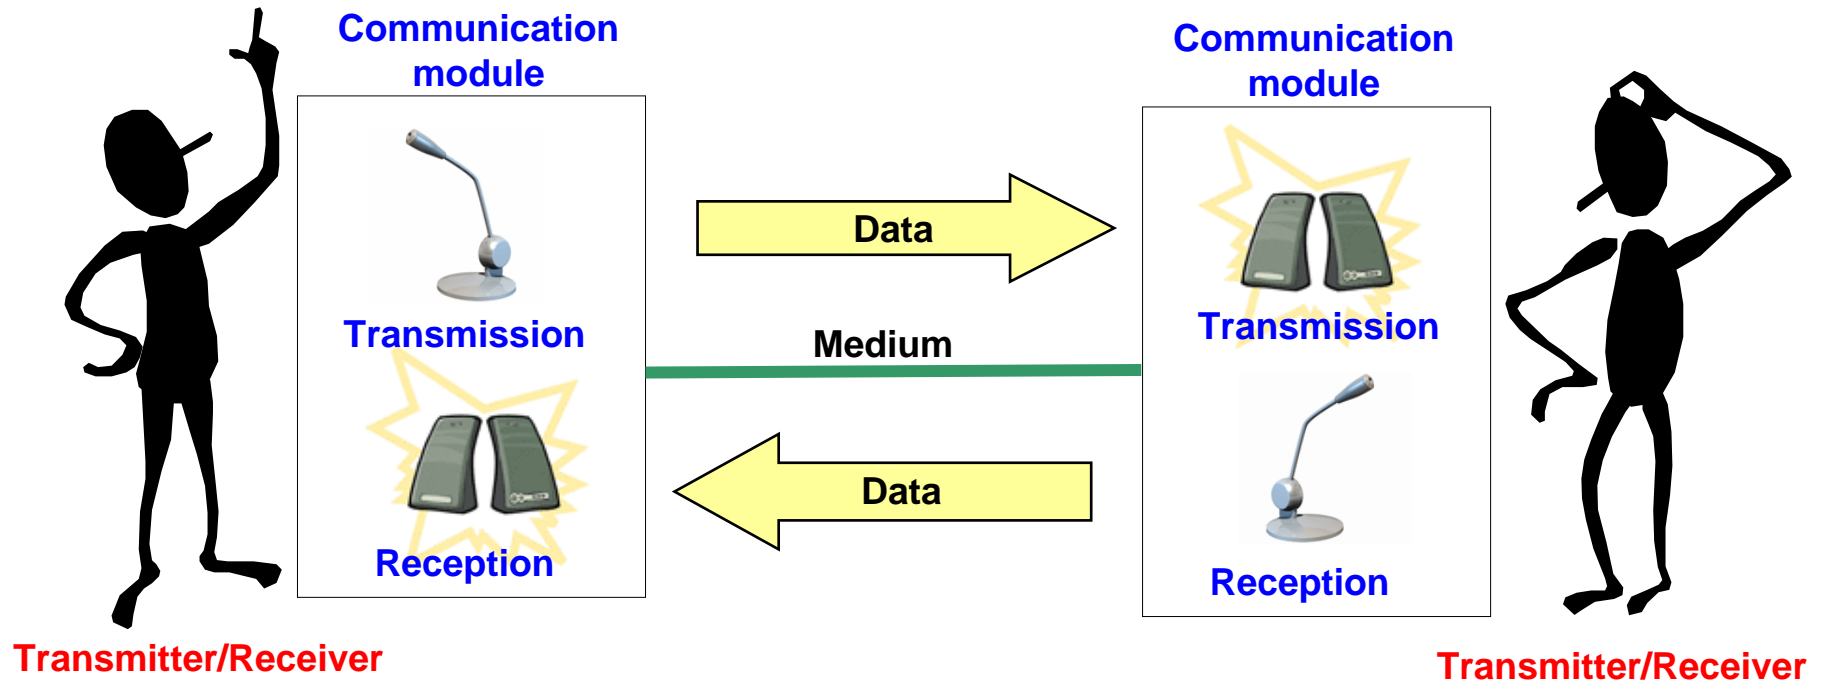 Communication
module
Transmission
Reception
Transmitter/Receiver
Data
Medium
Data
Communication
module
Transmission
Reception
Transmitter/Receiver